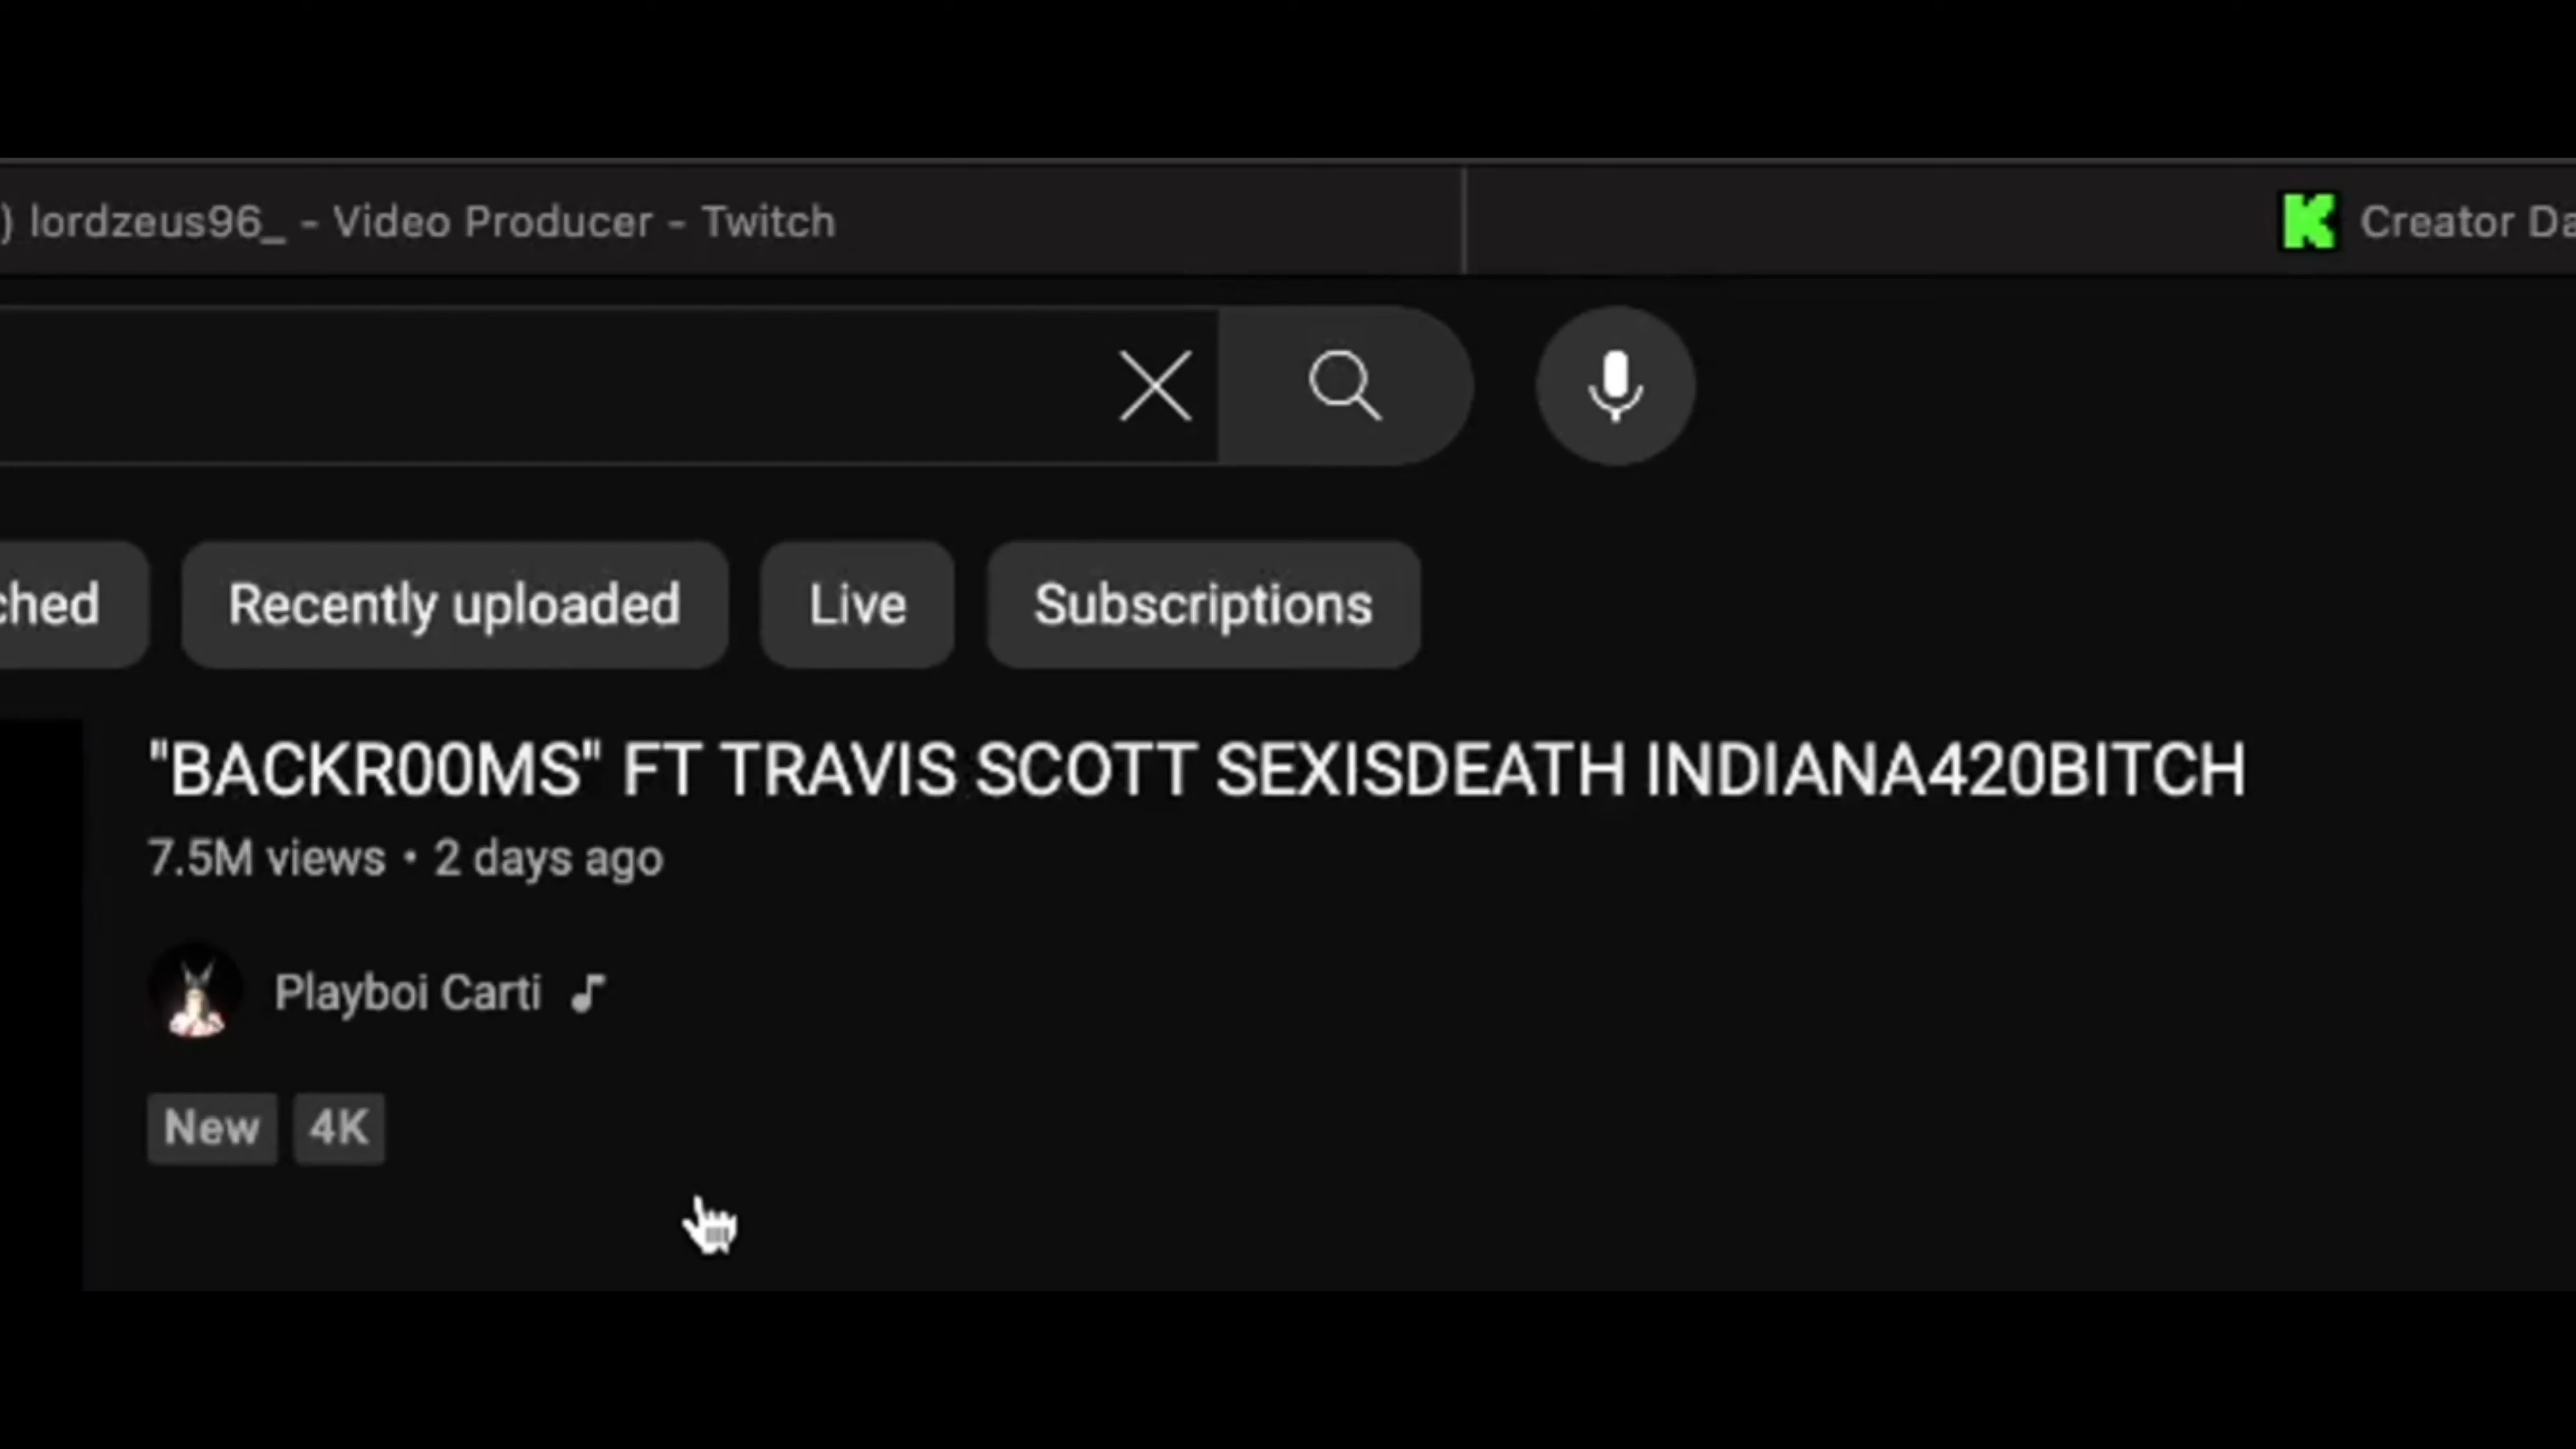 ) lordzeus96_ - Video Producer - Twitch
K Creator Da
ched Recently uploaded Live Subscriptions
"BACKR00MS" FT TRAVIS SCOTT SEXISDEATH INDIANA420BITCH
7.5M views • 2 days ago
Playboi Carti
New 4K